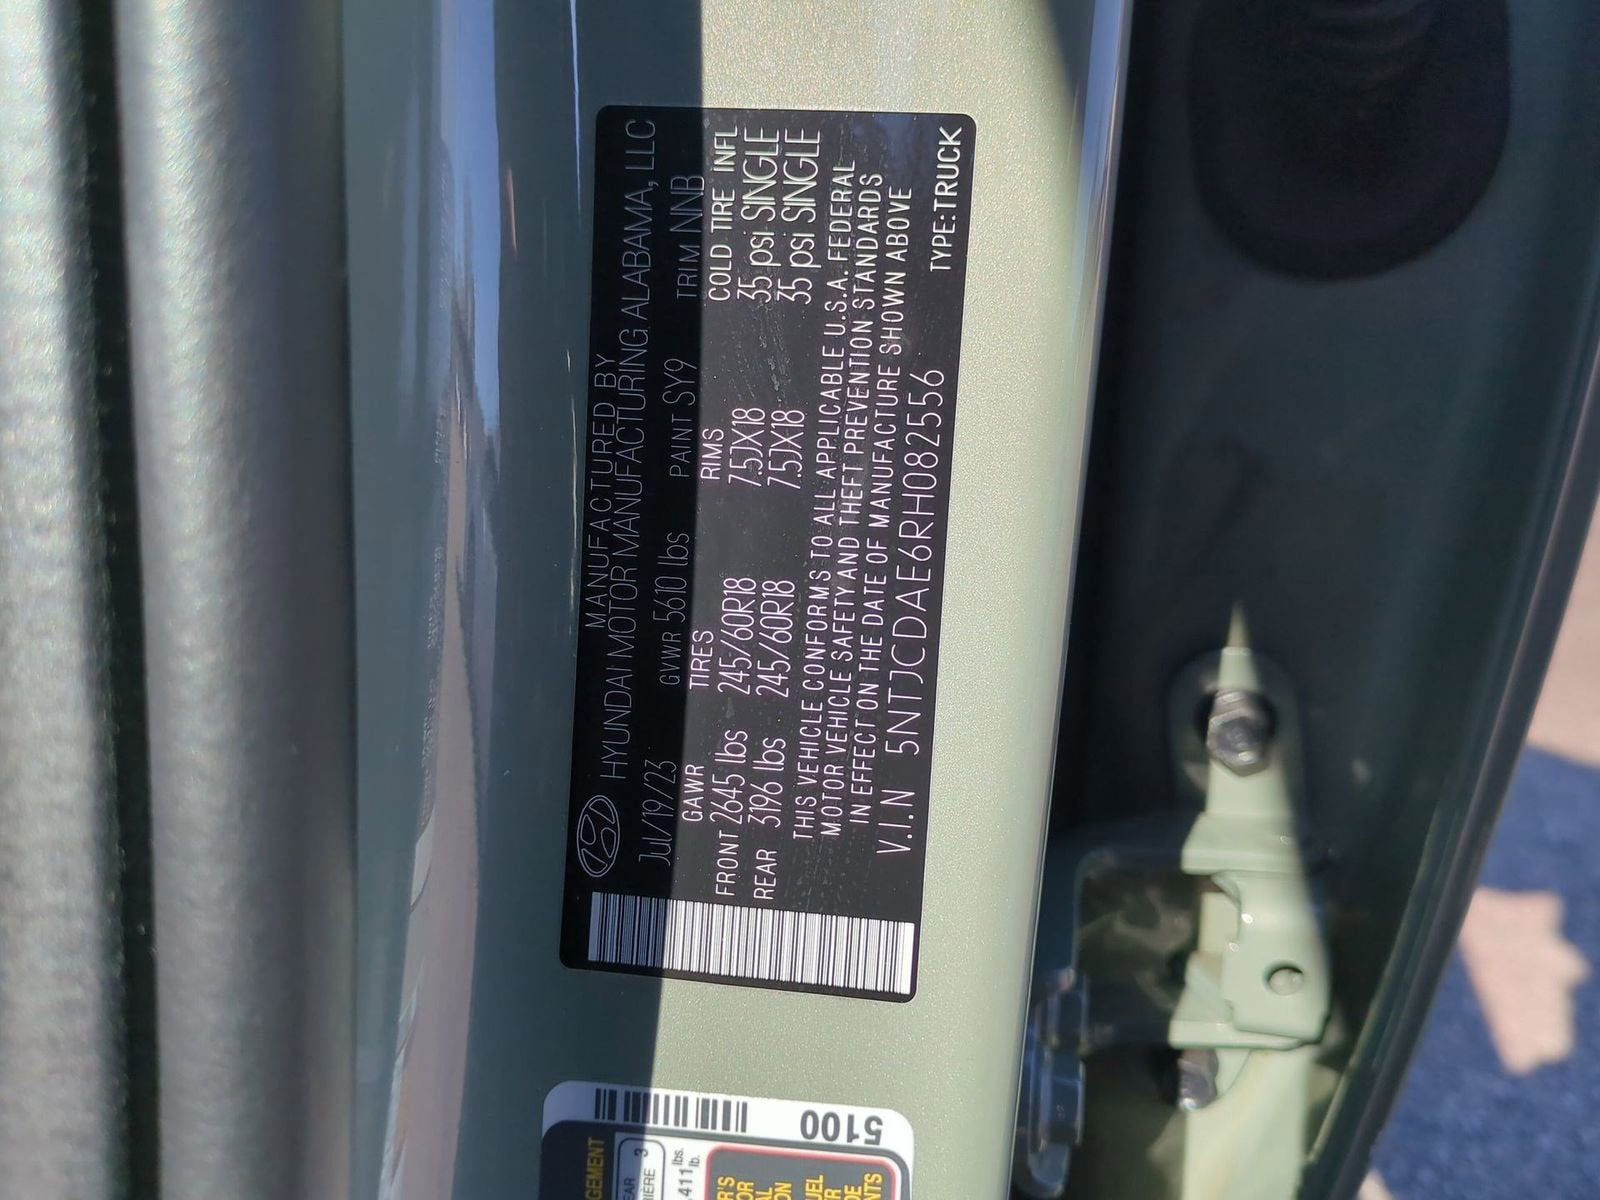 MANUFACTURED BY
HYUNDAI MOTOR MANUFACTURING ALABAMA, LLC
Jul/19/23 GVWR 5610 lbs PAINT SY9 TRIM NNB
GAWR TIRES RIMS COLD TIRE INFL
FRONT 2645 lbs 245/60R18 7.5JX18 35 psi SINGLE
REAR 3196 lbs 245/60R18 7.5JX18 35 psi SINGLE
THIS VEHICLE CONFORMS TO ALL APPLICABLE U.S.A. FEDERAL
MOTOR VEHICLE SAFETY AND THEFT PREVENTION STANDARDS
IN EFFECT ON THE DATE OF MANUFACTURE SHOWN ABOVE
V.I.N 5NTJCDAE6RH082556 TYPE:TRUCK
5100
3
lbs.
lb.